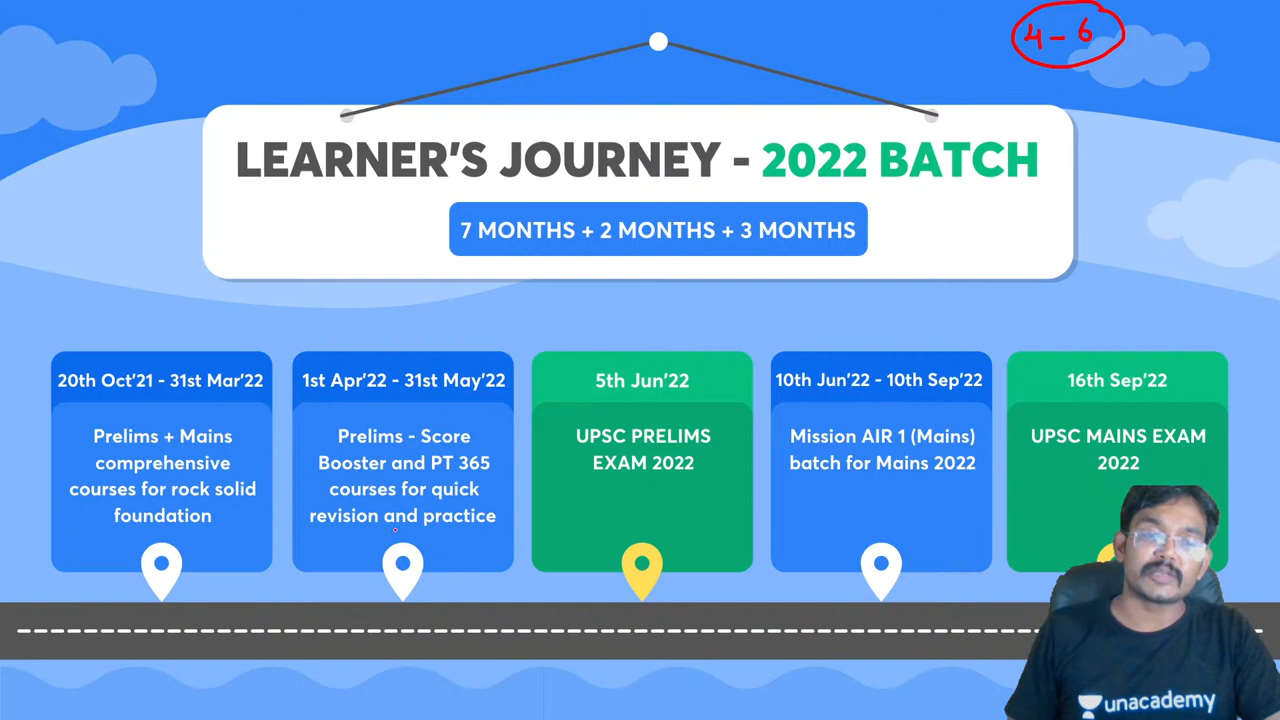 4 - 6
LEARNER'S JOURNEY - 2022 BATCH
7 MONTHS + 2 MONTHS + 3 MONTHS
20th Oct'21 - 31st Mar'22
Prelims + Mains
comprehensive
courses for rock solid
foundation
1st Apr'22 - 31st May'22
Prelims - Score
Booster and PT 365
courses for quick
revision and practice
5th Jun'22
UPSC PRELIMS
EXAM 2022
10th Jun'22 - 10th Sep'22
Mission AIR 1 (Mains)
batch for Mains 2022
16th Sep'22
UPSC MAINS EXAM
2022
unacademy